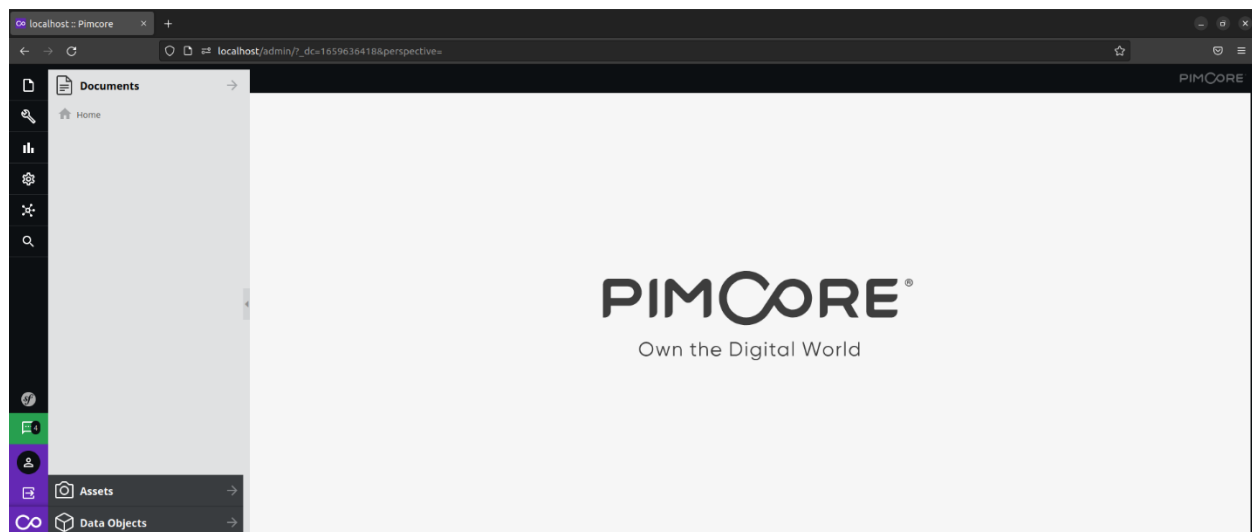 localhost :: Pimcore
localhost/admin/?_dc=1659636418&perspective=
PIMCORE
Documents
Home
PIMCORE®
Own the Digital World
4
Assets
Data Objects